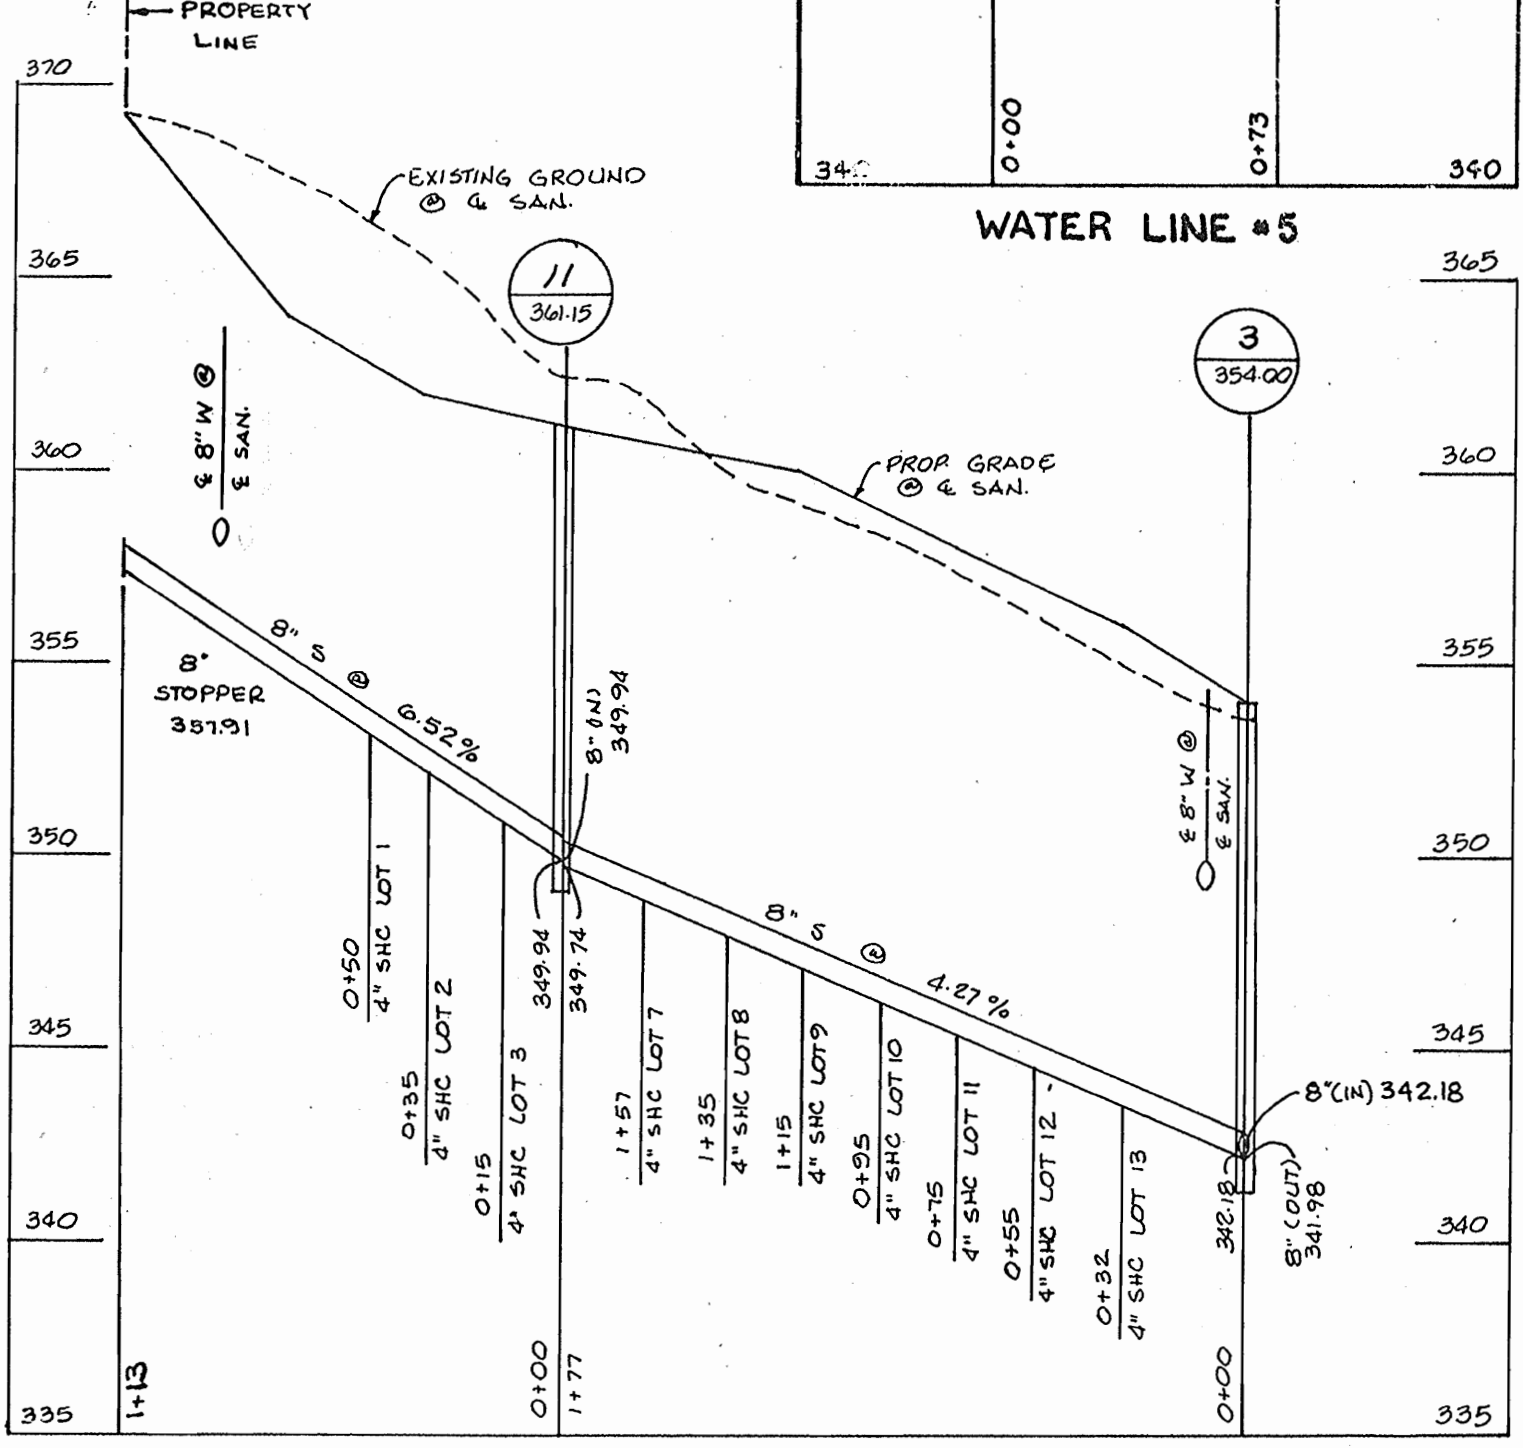 PROPERTY
LINE
370
EXISTING GROUND
@ ℄ SAN.
0+00
0+73
340
340
WATER LINE #5
11
361.15
3
354.00
365
365
℄ 8" W @
℄ SAN.
360
360
PROP. GRADE
@ ℄ SAN.
8" S @ 6.52%
355
355
8"
STOPPER
357.91
8" (IN)
349.94
℄ 8" W @
℄ SAN.
350
350
8" S @ 4.27%
0+50
4" SHC LOT 1
0+35
4" SHC LOT 2
0+15
4" SHC LOT 3
349.94
349.74
1+57
4" SHC LOT 7
1+35
4" SHC LOT 8
1+15
4" SHC LOT 9
0+95
4" SHC LOT 10
0+75
4" SHC LOT 11
0+55
4" SHC LOT 12
0+32
4" SHC LOT 13
345
345
8"(IN) 342.18
342.18
8" (OUT)
341.98
340
340
1+13
0+00
1+77
0+00
335
335